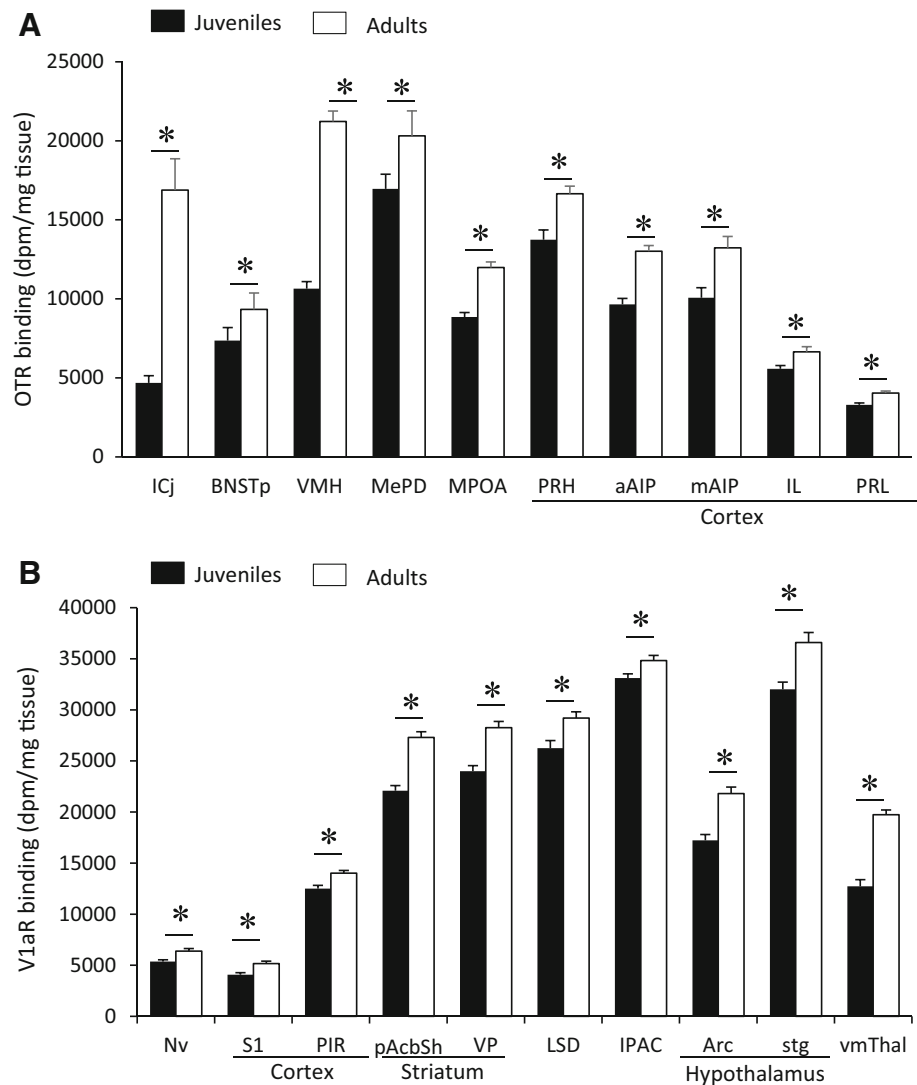 A
Juveniles Adults
25000
20000
15000
10000
5000
0
OTR binding (dpm/mg tissue)
* * * * * * * * * *
ICj BNSTp VMH MePD MPOA PRH aAIP mAIP IL PRL
Cortex
B
Juveniles Adults
40000
35000
30000
25000
20000
15000
10000
5000
0
V1aR binding (dpm/mg tissue)
* * * * * * * * * *
Nv S1 PIR pAcbSh VP LSD IPAC Arc stg vmThal
Cortex Striatum Hypothalamus